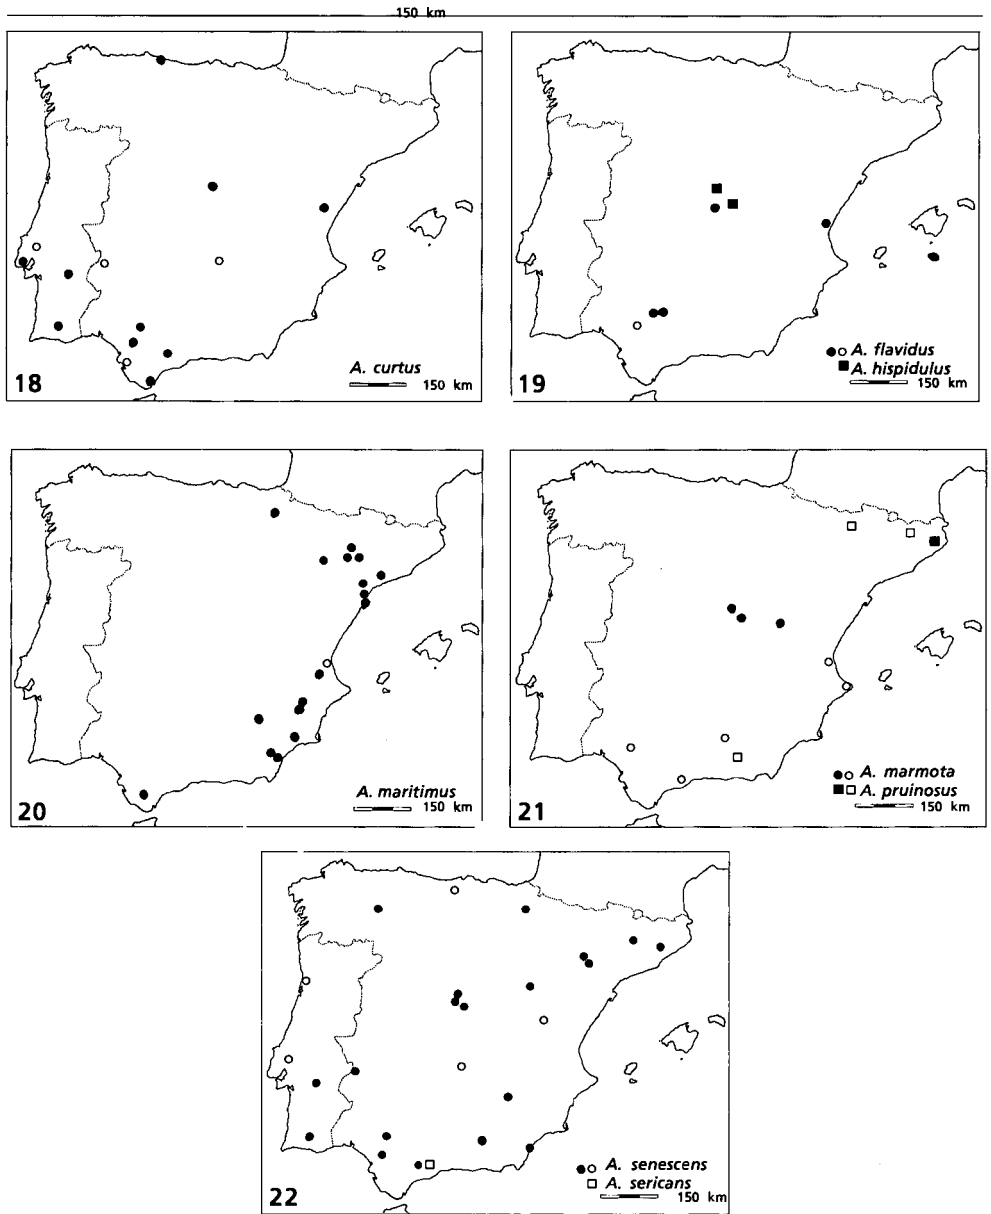 150 km
A. curtus
18
150 km
A. flavidus
A. hispidulus
19
150 km
A. maritimus
20
150 km
A. marmota
A. pruinosus
21
150 km
A. senescens
A. sericans
22
150 km